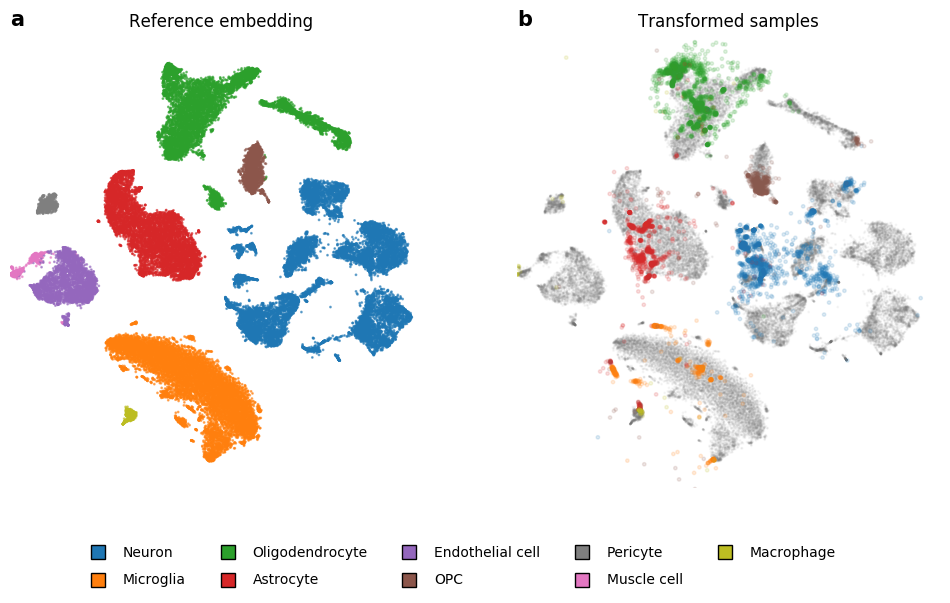 a Reference embedding
b Transformed samples
Neuron Oligodendrocyte Endothelial cell Pericyte Macrophage
Microglia Astrocyte OPC Muscle cell